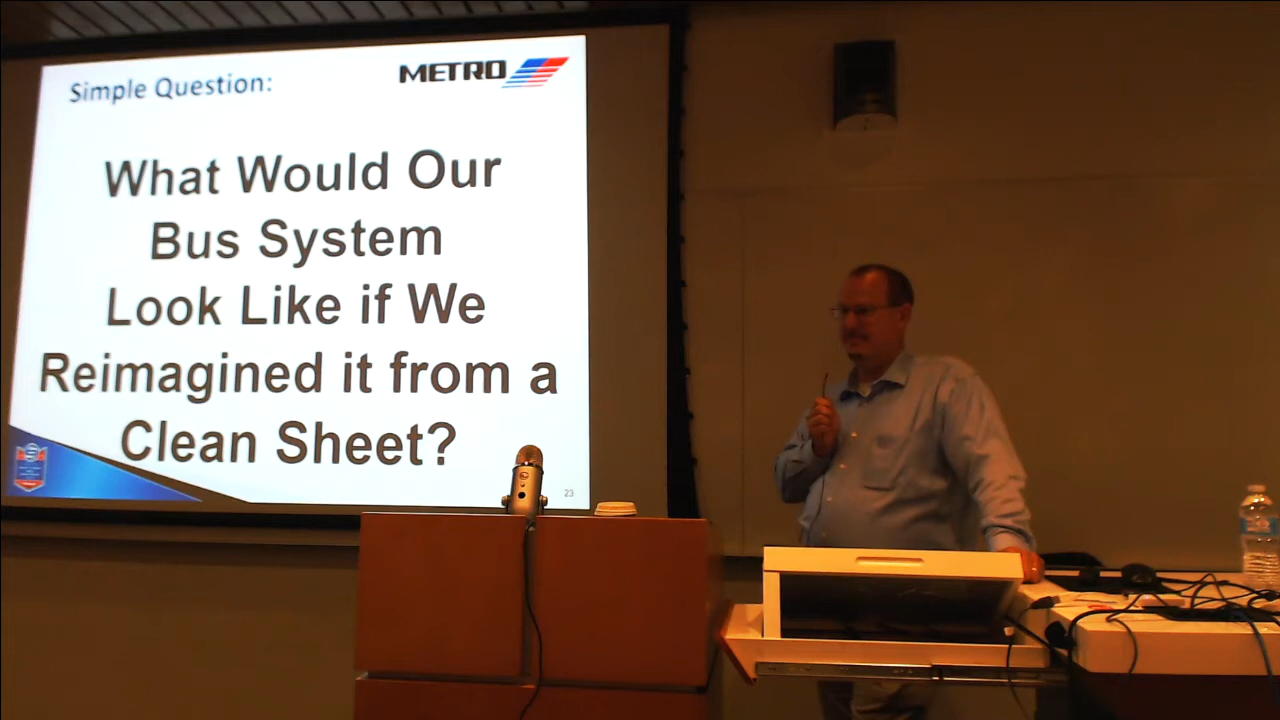 Simple Question:
METRO
What Would Our
Bus System
Look Like if We
Reimagined it from a
Clean Sheet?
23